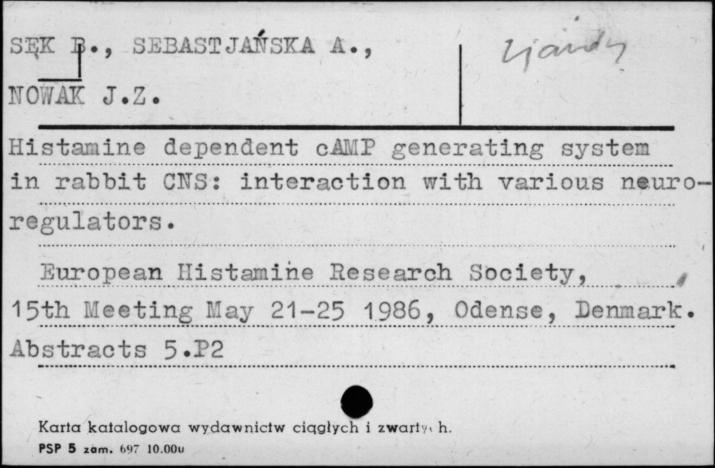 SĘK B., SEBASTJAŃSKA A.,
NOWAK J.Z.
Histamine dependent cAMP generating system
in rabbit CNS: interaction with various neuro-
regulators.
European Histamine Research Society,
15th Meeting May 21-25 1986, Odense, Denmark.
Abstracts 5.P2
Karta katalogowa wydawnictw ciągłych i zwartych.
PSP 5 zam. 697 10.00u